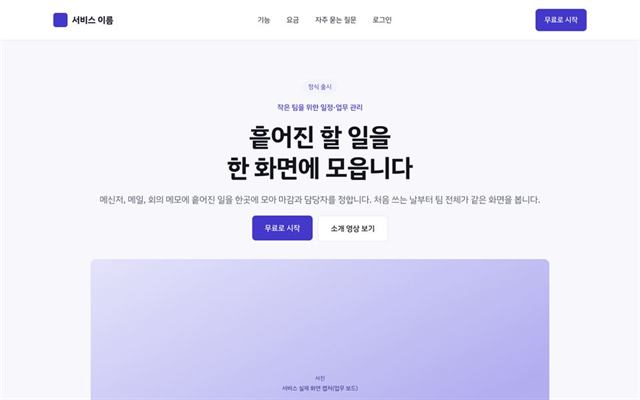 서비스 이름
기능
요금
자주 묻는 질문
로그인
무료로 시작
정식 출시
작은 팀을 위한 일정·업무 관리
흩어진 할 일을
한 화면에 모읍니다
메신저, 메일, 회의 메모에 흩어진 일을 한곳에 모아 마감과 담당자를 정합니다. 처음 쓰는 날부터 팀 전체가 같은 화면을 봅니다.
무료로 시작
소개 영상 보기
사진
서비스 실제 화면 캡처(업무 보드)